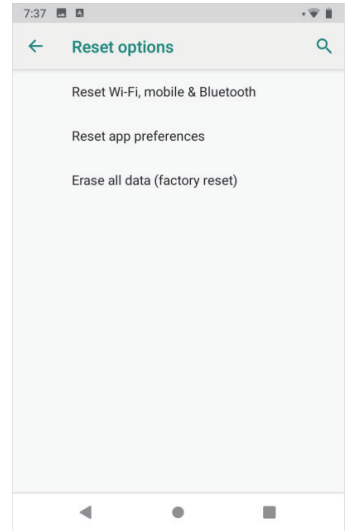 7:37
Reset options
Reset Wi-Fi, mobile & Bluetooth
Reset app preferences
Erase all data (factory reset)